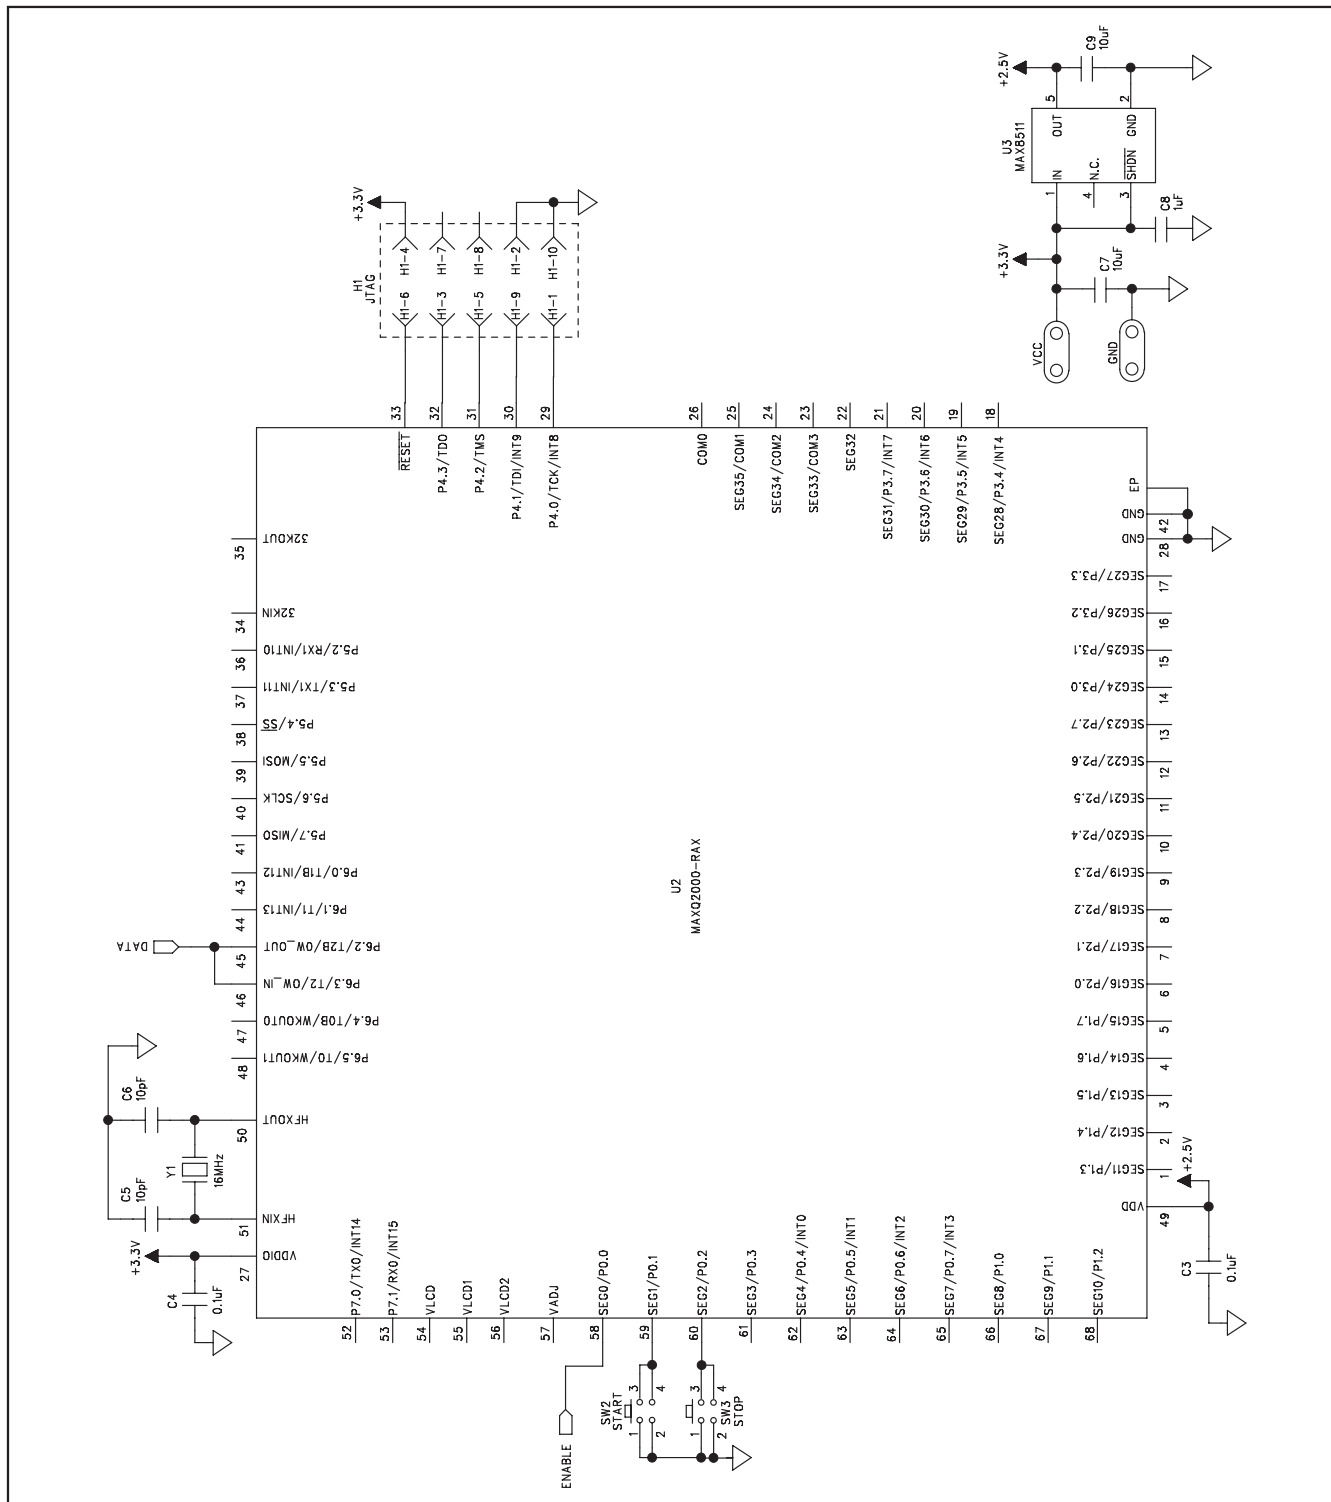 C9
10uF
+2.5V
5
2
OUT
GND
U3
MAX8511
IN
N.C.
SHDN
1
4
3
C8
1uF
+3.3V
C7
10uF
VCC
GND
+3.3V
H1
JTAG
H1-4
H1-7
H1-8
H1-2
H1-10
H1-6
H1-3
H1-5
H1-9
H1-1
33
32
31
30
29
26
25
24
23
22
21
20
19
18
RESET
P4.3/TDO
P4.2/TMS
P4.1/TDI/INT9
P4.0/TCK/INT8
COM0
SEG35/COM1
SEG34/COM2
SEG33/COM3
SEG32
SEG31/P3.7/INT7
SEG30/P3.6/INT6
SEG29/P3.5/INT5
SEG28/P3.4/INT4
35
32KOUT
34
32KIN
36
P5.2/RX1/INT10
37
P5.3/TX1/INT11
38
P5.4/SS
39
P5.5/MOSI
40
P5.6/SCLK
41
P5.7/MISO
43
P6.0/T1B/INT12
44
P6.1/T1/INT13
DATA
45
P6.2/T2B/OW_OUT
46
P6.3/T2/OW_IN
47
P6.4/T0B/WKOUT0
48
P6.5/T0/WKOUT1
50
HFXOUT
51
HFXIN
27
VDDIO
C6
10pF
Y1
16MHz
C5
10pF
+3.3V
C4
0.1uF
U2
MAXQ2000-RAX
EP
GND
42
GND
28
SEG27/P3.3
17
SEG26/P3.2
16
SEG25/P3.1
15
SEG24/P3.0
14
SEG23/P2.7
13
SEG22/P2.6
12
SEG21/P2.5
11
SEG20/P2.4
10
SEG19/P2.3
9
SEG18/P2.2
8
SEG17/P2.1
7
SEG16/P2.0
6
SEG15/P1.7
5
SEG14/P1.6
4
SEG13/P1.5
3
SEG12/P1.4
2
SEG11/P1.3
1
+2.5V
VDD
49
C3
0.1uF
P7.0/TX0/INT14
P7.1/RX0/INT15
VLCD
VLCD1
VLCD2
VADJ
SEG0/P0.0
SEG1/P0.1
SEG2/P0.2
SEG3/P0.3
SEG4/P0.4/INT0
SEG5/P0.5/INT1
SEG6/P0.6/INT2
SEG7/P0.7/INT3
SEG8/P1.0
SEG9/P1.1
SEG10/P1.2
52
53
54
55
56
57
58
59
60
61
62
63
64
65
66
67
68
ENABLE
SW2
START
3
4
1
2
SW3
STOP
3
4
1
2